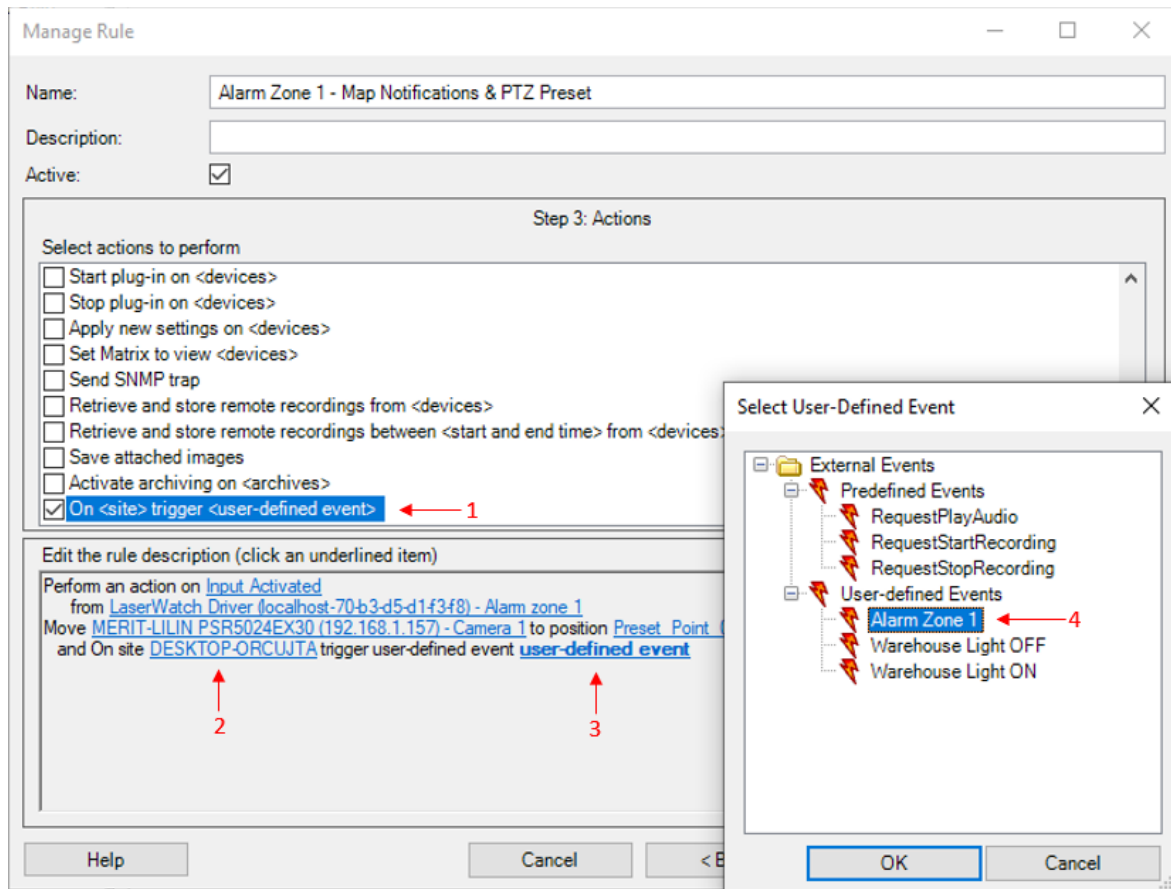 Manage Rule
Name: Alarm Zone 1 - Map Notifications & PTZ Preset
Description:
Active:
Step 3: Actions
Select actions to perform
Start plug-in on <devices>
Stop plug-in on <devices>
Apply new settings on <devices>
Set Matrix to view <devices>
Send SNMP trap
Retrieve and store remote recordings from <devices>
Retrieve and store remote recordings between <start and end time> from <devices>
Save attached images
Activate archiving on <archives>
On <site> trigger <user-defined event>
1
Edit the rule description (click an underlined item)
Perform an action on Input Activated
from LaserWatch Driver (localhost-70-b3-d5-d1-f3-f8) - Alarm zone 1
Move MERIT-LILIN PSR5024EX30 (192.168.1.157) - Camera 1 to position Preset_Point_
and On site DESKTOP-ORCUJTA trigger user-defined event user-defined event
2
3
Help
Cancel
<
Select User-Defined Event
External Events
Predefined Events
RequestPlayAudio
RequestStartRecording
RequestStopRecording
User-defined Events
Alarm Zone 1
4
Warehouse Light OFF
Warehouse Light ON
OK
Cancel